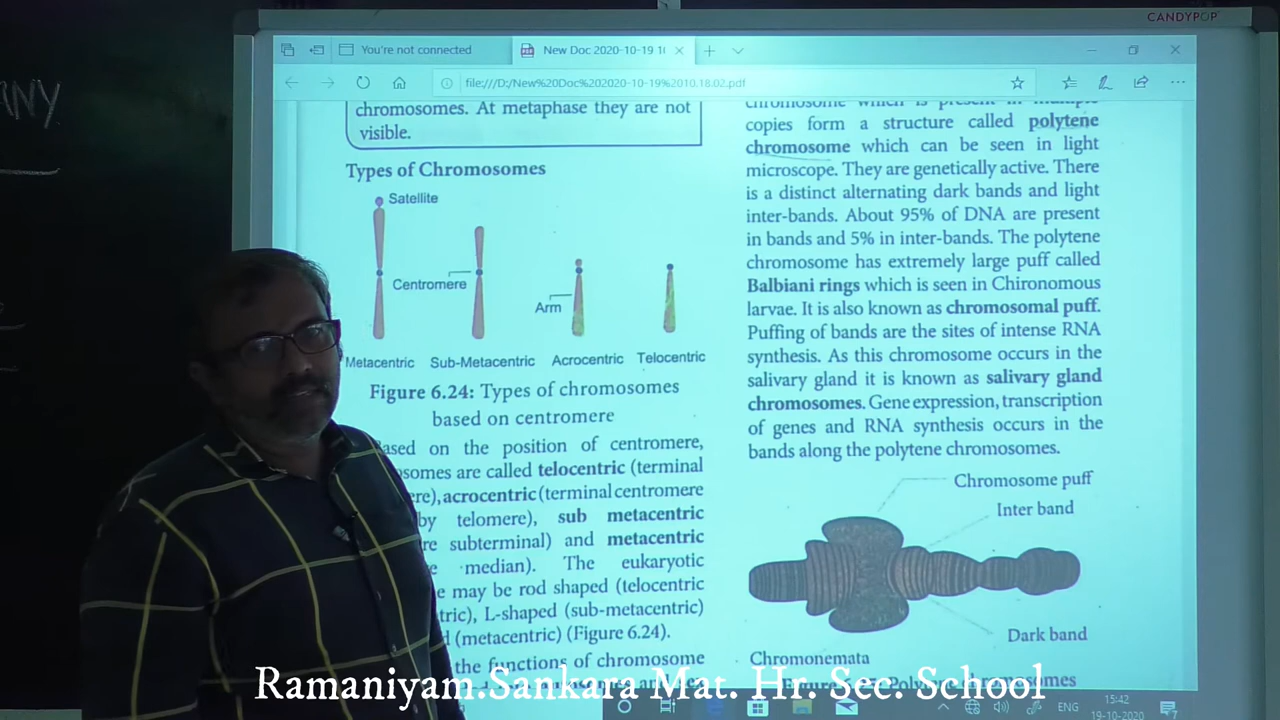 CANDYPOP
ANY
You're not connected
New Doc 2020-10-19 1(
file:///D:/New%20Doc%202020-10-19%2010.18.02.pdf
chromosomes. At metaphase they are not
visible.
Types of Chromosomes
Satellite
Centromere
Arm
Metacentric Sub-Metacentric Acrocentric Telocentric
Figure 6.24: Types of chromosomes
based on centromere
ased on the position of centromere,
osomes are called telocentric (terminal
ere), acrocentric (terminal centromere
by telomere), sub metacentric
re subterminal) and metacentric
e median). The eukaryotic
e may be rod shaped (telocentric
tric), L-shaped (sub-metacentric)
d (metacentric) (Figure 6.24).
the functions of chromosome
chromosome which is present in multiple
copies form a structure called polytene
chromosome which can be seen in light
microscope. They are genetically active. There
is a distinct alternating dark bands and light
inter-bands. About 95% of DNA are present
in bands and 5% in inter-bands. The polytene
chromosome has extremely large puff called
Balbiani rings which is seen in Chironomous
larvae. It is also known as chromosomal puff.
Puffing of bands are the sites of intense RNA
synthesis. As this chromosome occurs in the
salivary gland it is known as salivary gland
chromosomes. Gene expression, transcription
of genes and RNA synthesis occurs in the
bands along the polytene chromosomes.
Chromosome puff
Inter band
Dark band
Chromonemata
Ramaniyam.Sankara Mat. Hr. Sec. School
ENG
15:42
19-10-2020